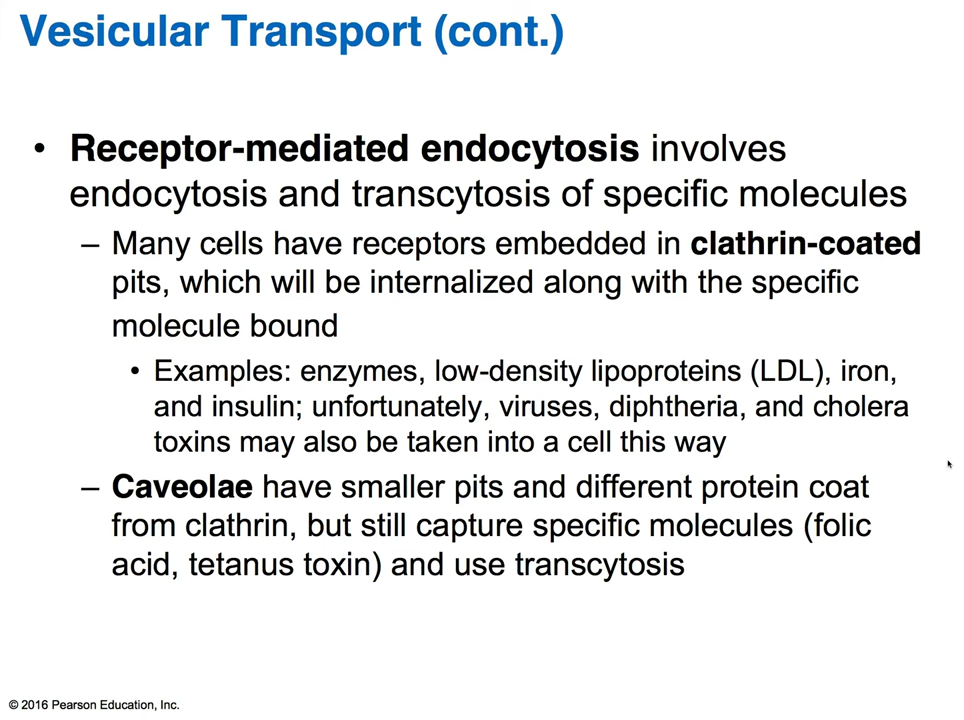 Vesicular Transport (cont.)
• Receptor-mediated endocytosis involves
endocytosis and transcytosis of specific molecules
– Many cells have receptors embedded in clathrin-coated
pits, which will be internalized along with the specific
molecule bound
• Examples: enzymes, low-density lipoproteins (LDL), iron,
and insulin; unfortunately, viruses, diphtheria, and cholera
toxins may also be taken into a cell this way
– Caveolae have smaller pits and different protein coat
from clathrin, but still capture specific molecules (folic
acid, tetanus toxin) and use transcytosis
© 2016 Pearson Education, Inc.